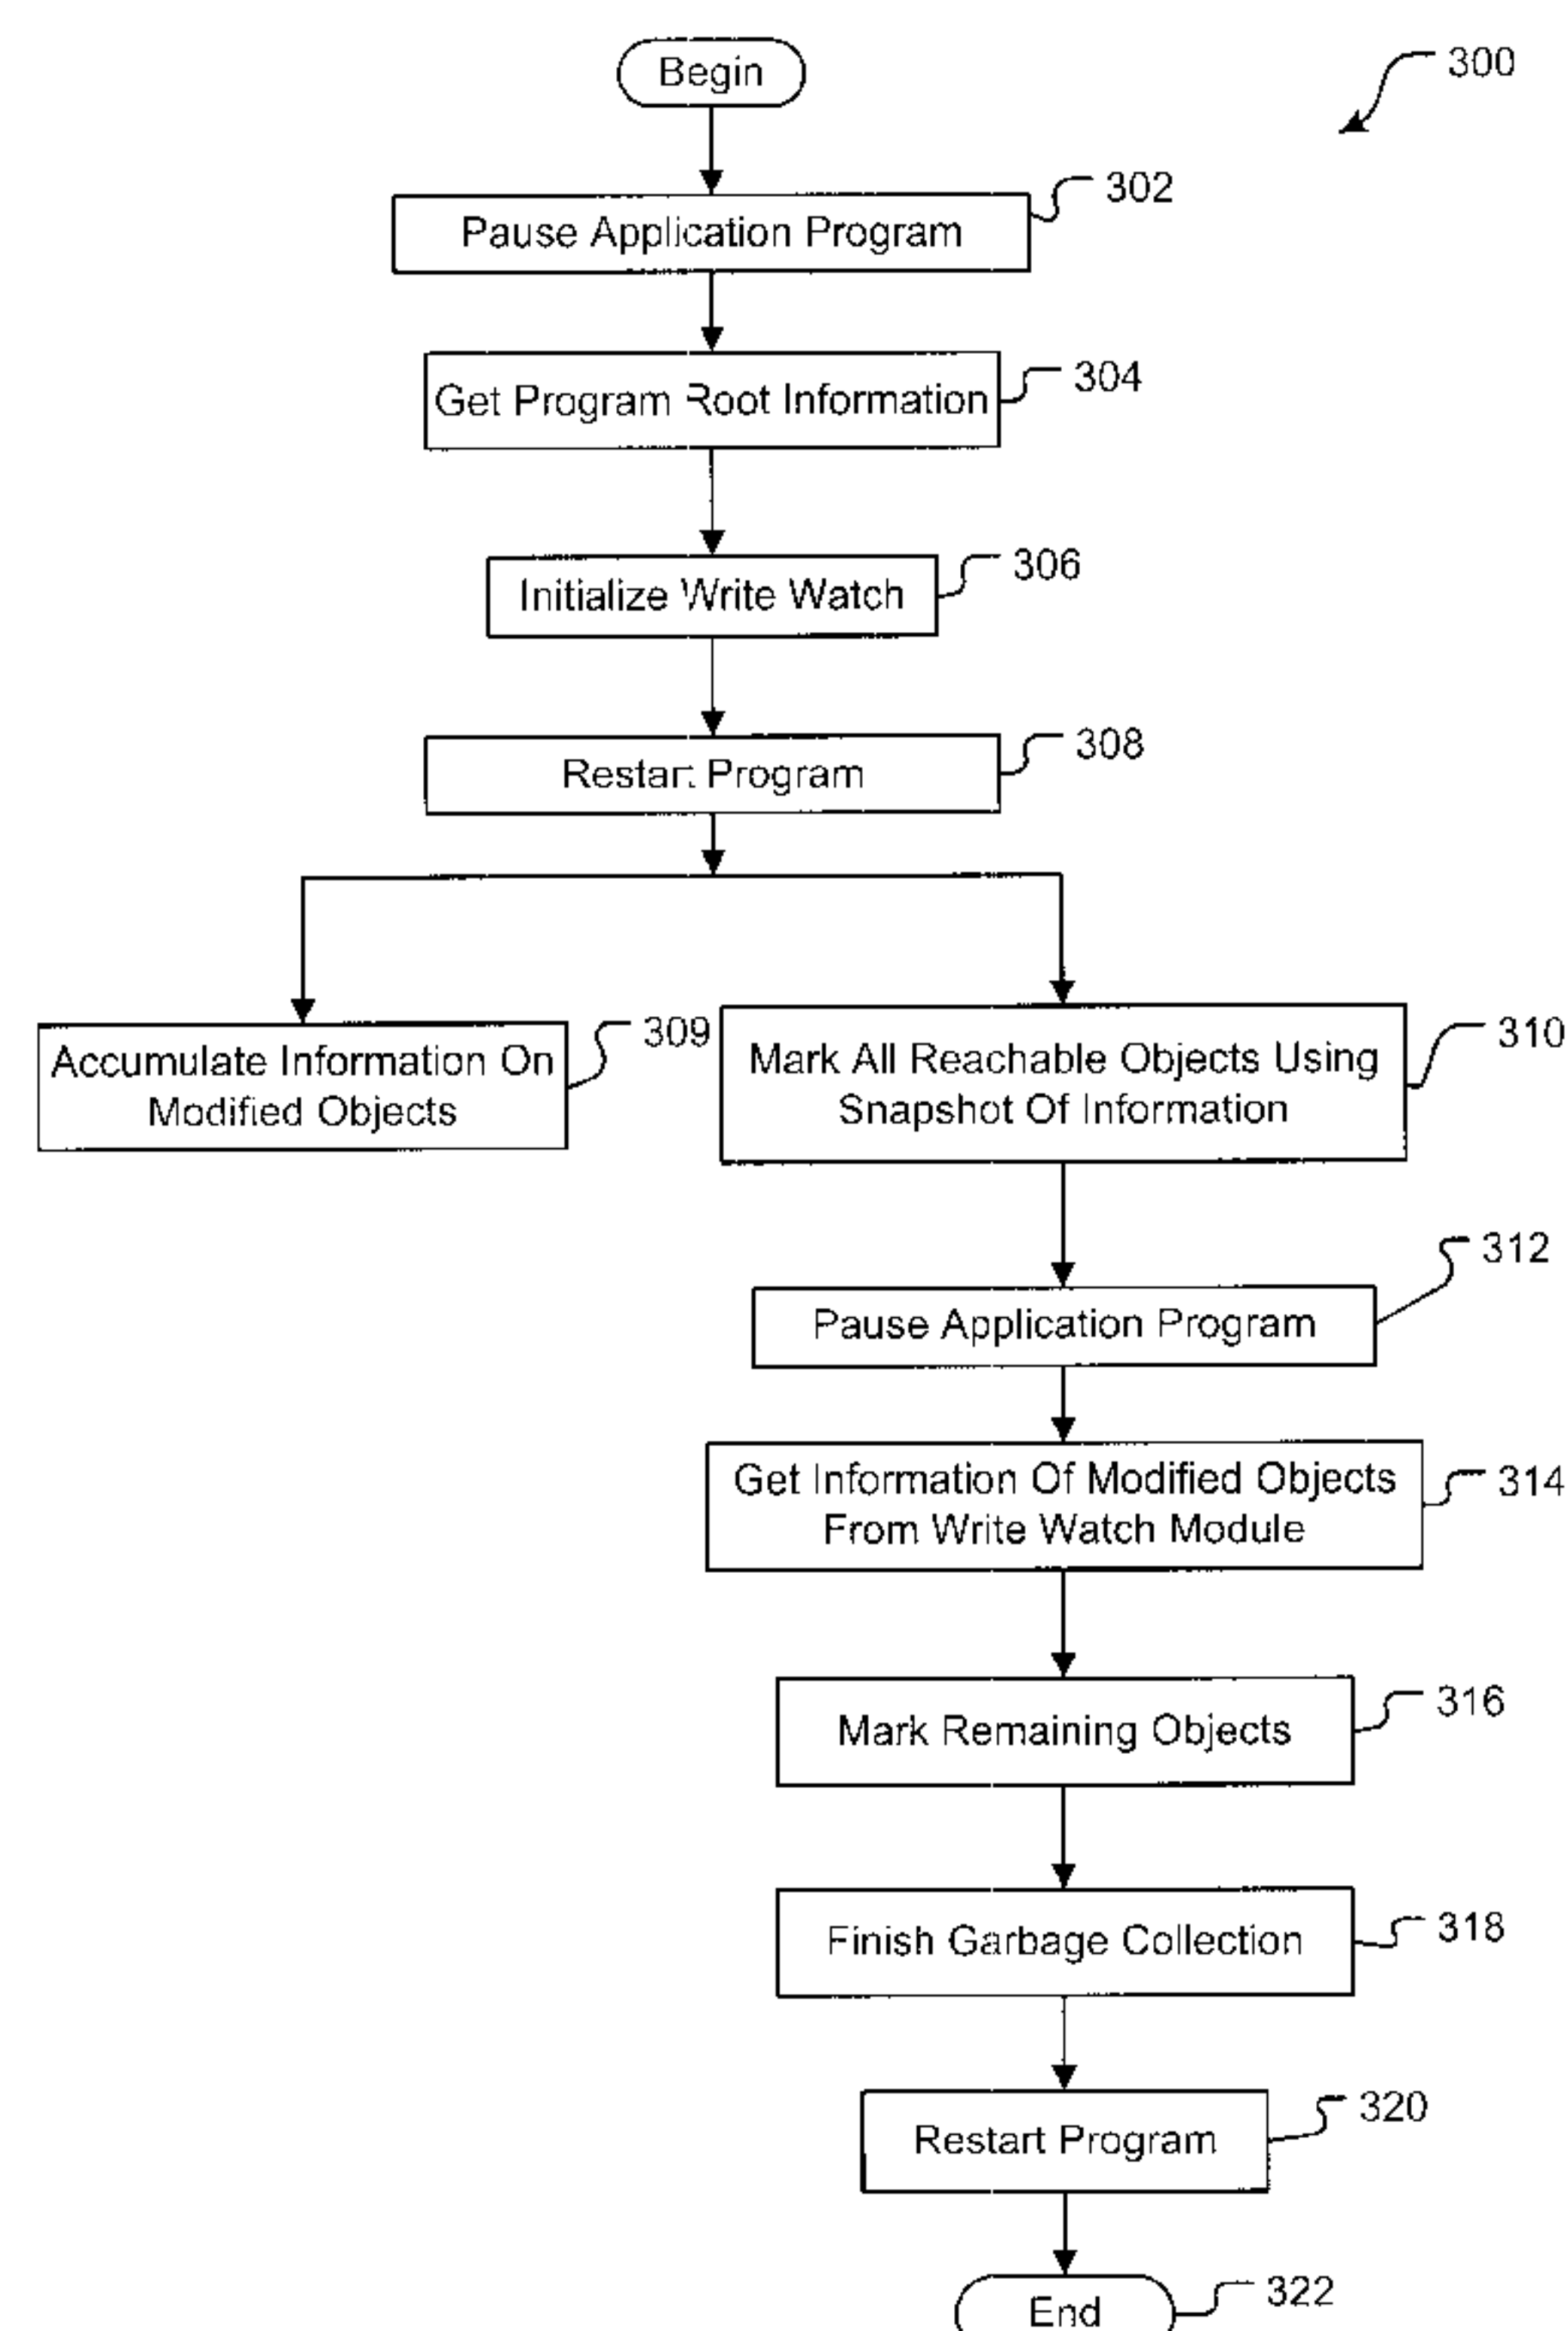 Begin
300
Pause Application Program
302
Get Program Root Information
304
Initialize Write Watch
306
Restart Program
308
Accumulate Information On
Modified Objects
309
Mark All Reachable Objects Using
Snapshot Of Information
310
Pause Application Program
312
Get Information Of Modified Objects
From Write Watch Module
314
Mark Remaining Objects
316
Finish Garbage Collection
318
Restart Program
320
End
322